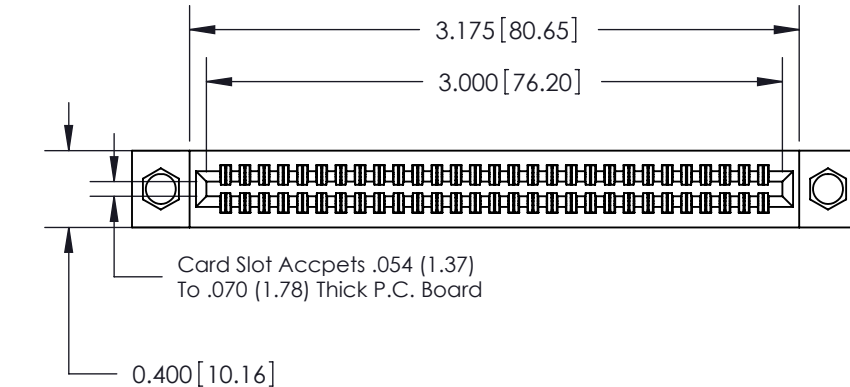 3.175[80.65]
3.000[76.20]
Card Slot Accpets .054 (1.37)
To .070 (1.78) Thick P.C. Board
0.400[10.16]